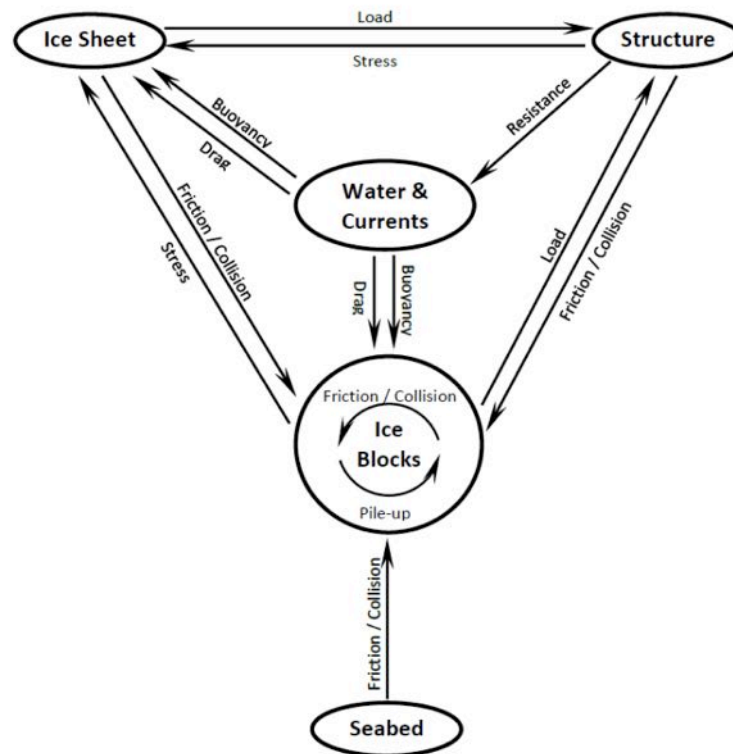 Load
Ice Sheet
Structure
Stress
Buoyancy
Drag
Resistance
Water &
Currents
Friction / Collision
Stress
Load
Friction / Collision
Drag
Buoyancy
Friction / Collision
Ice
Blocks
Pile-up
Friction / Collision
Seabed